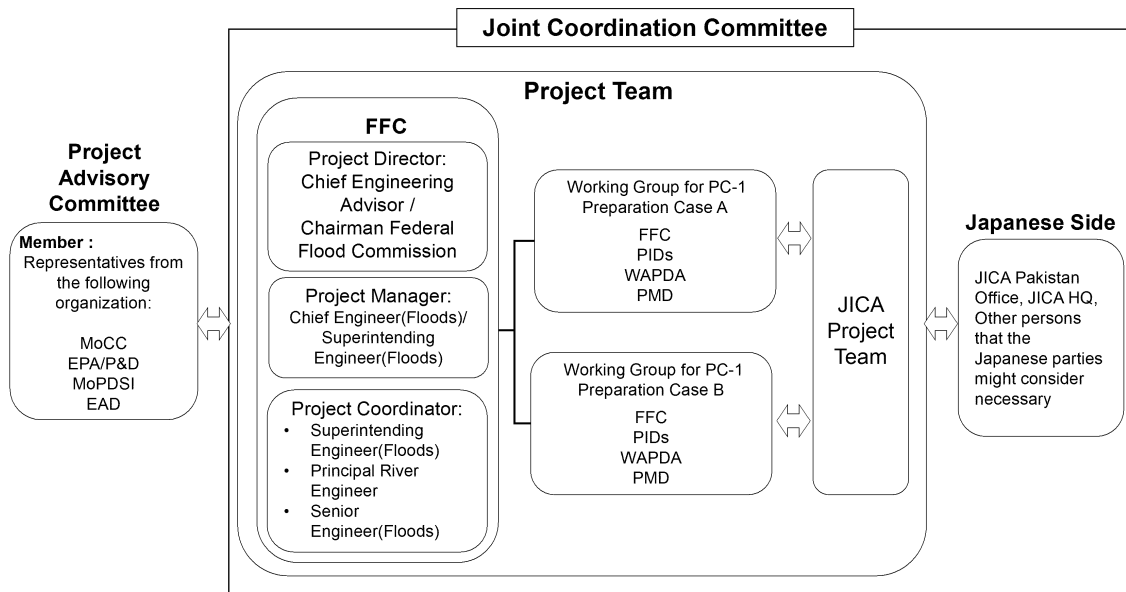 Joint Coordination Committee
Project Team
Project
Advisory
Committee
Member :
Representatives from
the following
organization:
MoCC
EPA/P&D
MoPDSI
EAD
FFC
Project Director:
Chief Engineering
Advisor /
Chairman Federal
Flood Commission
Project Manager:
Chief Engineer(Floods)/
Superintending
Engineer(Floods)
Project Coordinator:
• Superintending
Engineer(Floods)
• Principal River
Engineer
• Senior
Engineer(Floods)
Working Group for PC-1
Preparation Case A
FFC
PIDs
WAPDA
PMD
Working Group for PC-1
Preparation Case B
FFC
PIDs
WAPDA
PMD
JICA
Project
Team
Japanese Side
JICA Pakistan
Office, JICA HQ,
Other persons
that the
Japanese parties
might consider
necessary